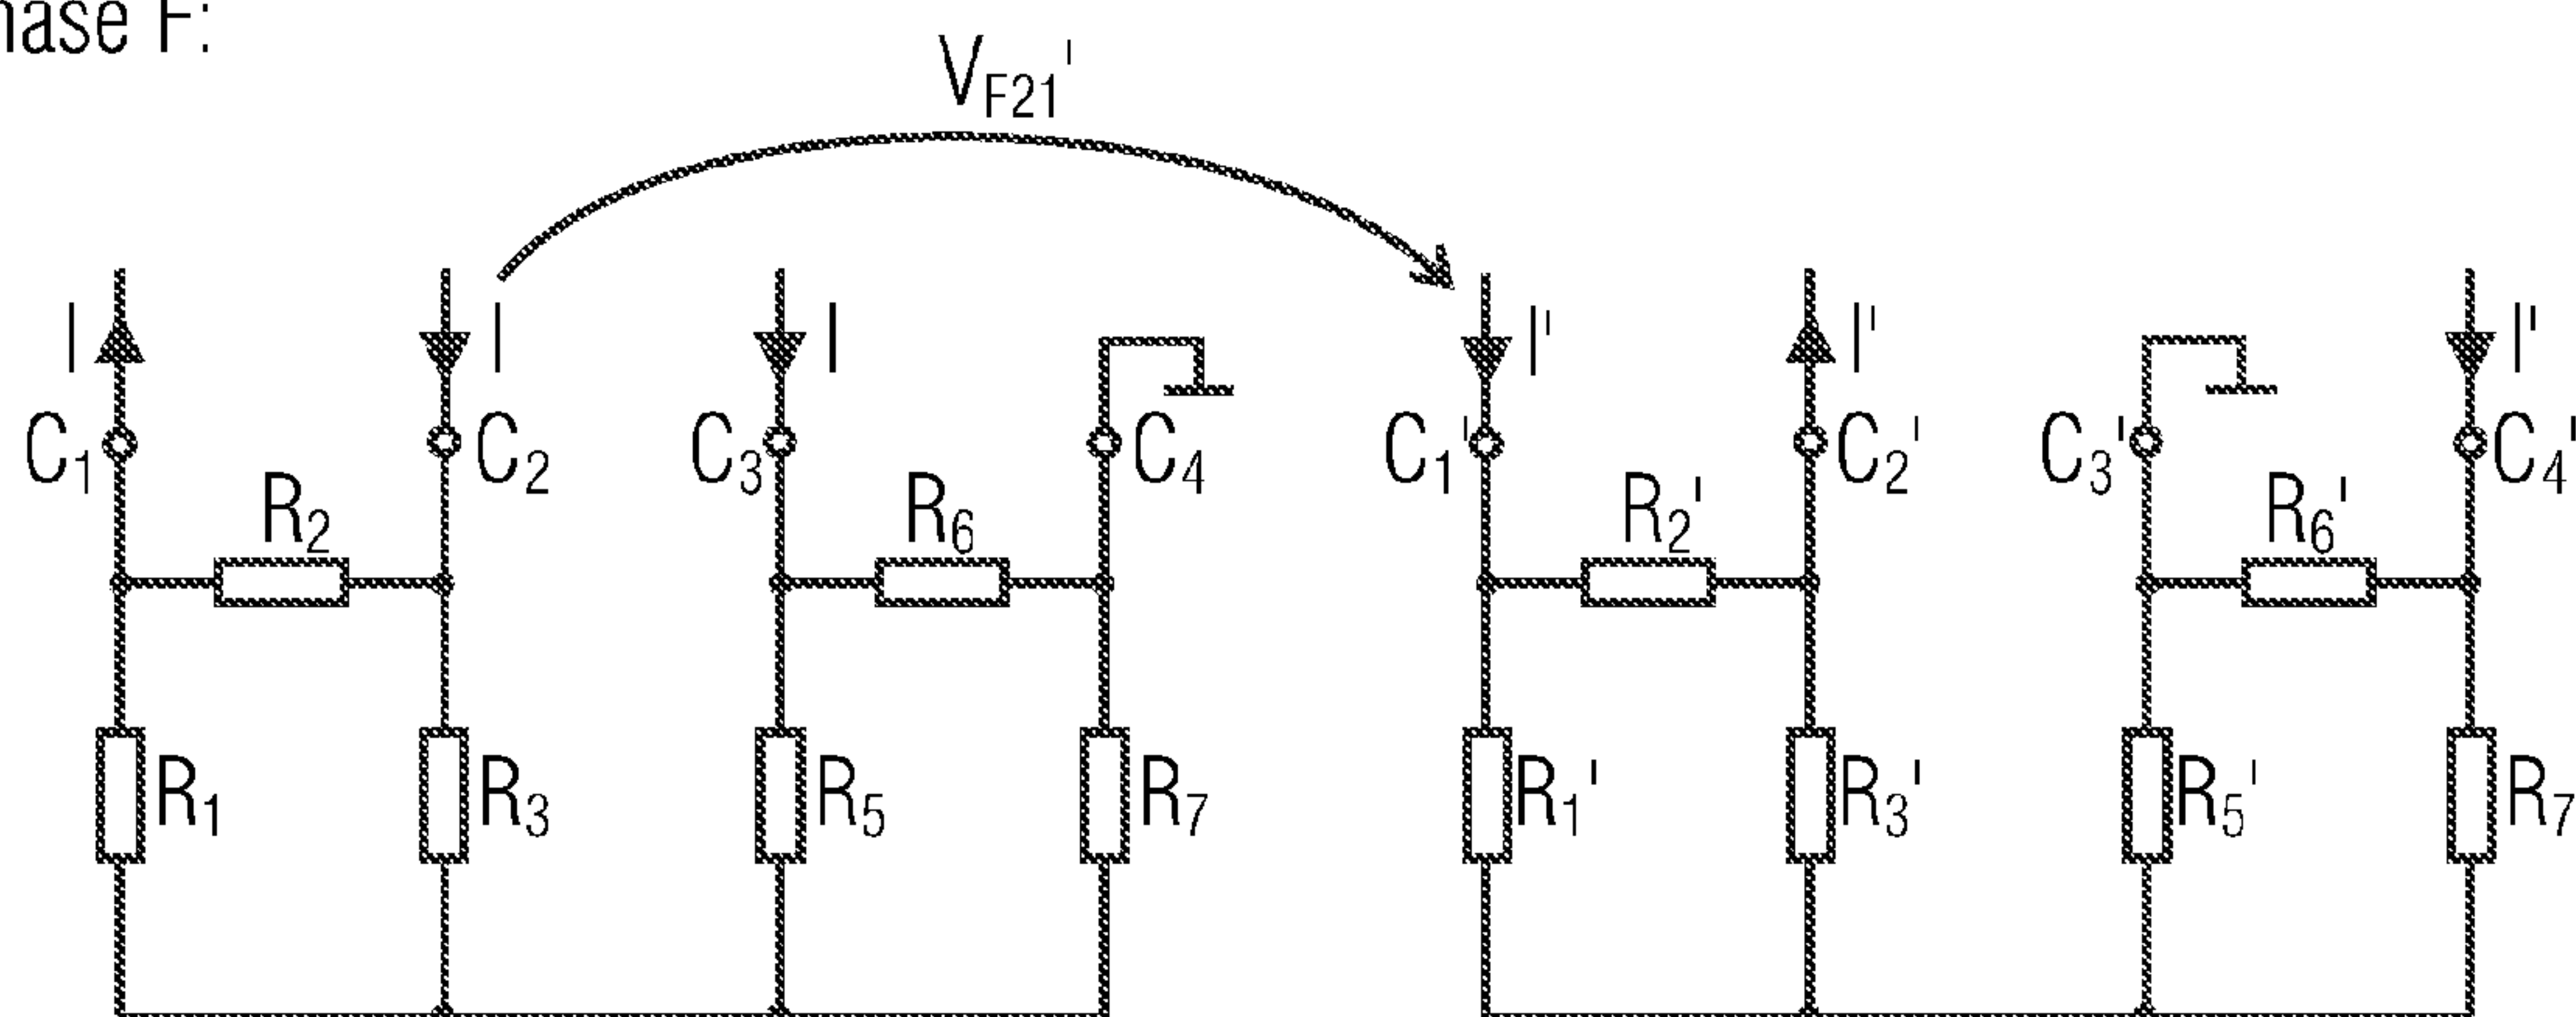 hase F:
V_F21'
I I I I' I' I'
C1 C2 C3 C4 C1' C2' C3' C4'
R2 R6 R2' R6'
R1 R3 R5 R7 R1' R3' R5' R7